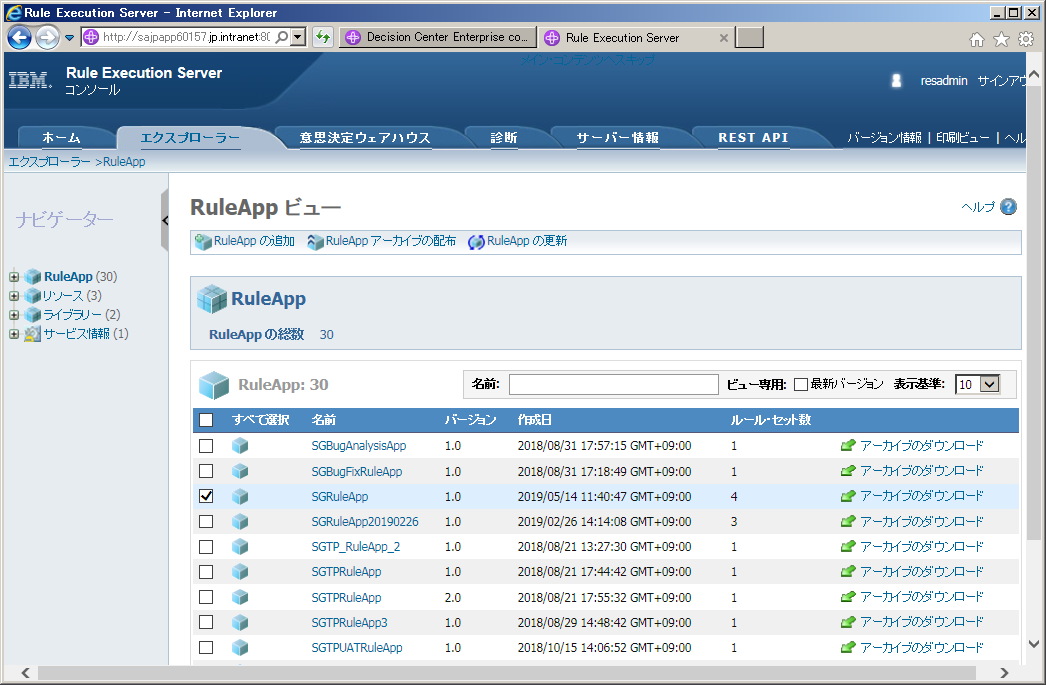 Rule Execution Server - Internet Explorer
http://sajpapp60157.jp.intranet:80
Decision Center Enterprise co...
Rule Execution Server
IBM.
Rule Execution Server
コンソール
メイン・コンテンツへスキップ
resadmin サインアウ
ホーム エクスプローラー 意思決定ウェアハウス 診断 サーバー情報 REST API
バージョン情報 | 印刷ビュー | ヘル
エクスプローラー >RuleApp
ナビゲーター
RuleApp (30)
リソース (3)
ライブラリー (2)
サービス情報 (1)
RuleApp ビュー
ヘルプ ?
RuleApp の追加 RuleApp アーカイブの配布 RuleApp の更新
RuleApp
RuleApp の総数 30
RuleApp: 30 名前: ビュー専用: 最新バージョン 表示基準: 10
すべて選択 名前 バージョン 作成日 ルール・セット数
SGBugAnalysisApp 1.0 2018/08/31 17:57:15 GMT+09:00 1 アーカイブのダウンロード
SGBugFixRuleApp 1.0 2018/08/31 17:18:49 GMT+09:00 1 アーカイブのダウンロード
SGRuleApp 1.0 2019/05/14 11:40:47 GMT+09:00 4 アーカイブのダウンロード
SGRuleApp20190226 1.0 2019/02/26 14:14:08 GMT+09:00 3 アーカイブのダウンロード
SGTP_RuleApp_2 1.0 2018/08/21 13:27:30 GMT+09:00 1 アーカイブのダウンロード
SGTPRuleApp 1.0 2018/08/21 17:44:42 GMT+09:00 1 アーカイブのダウンロード
SGTPRuleApp 2.0 2018/08/21 17:55:32 GMT+09:00 1 アーカイブのダウンロード
SGTPRuleApp3 1.0 2018/08/29 14:48:42 GMT+09:00 1 アーカイブのダウンロード
SGTPUATRuleApp 1.0 2018/10/15 14:06:52 GMT+09:00 1 アーカイブのダウンロード